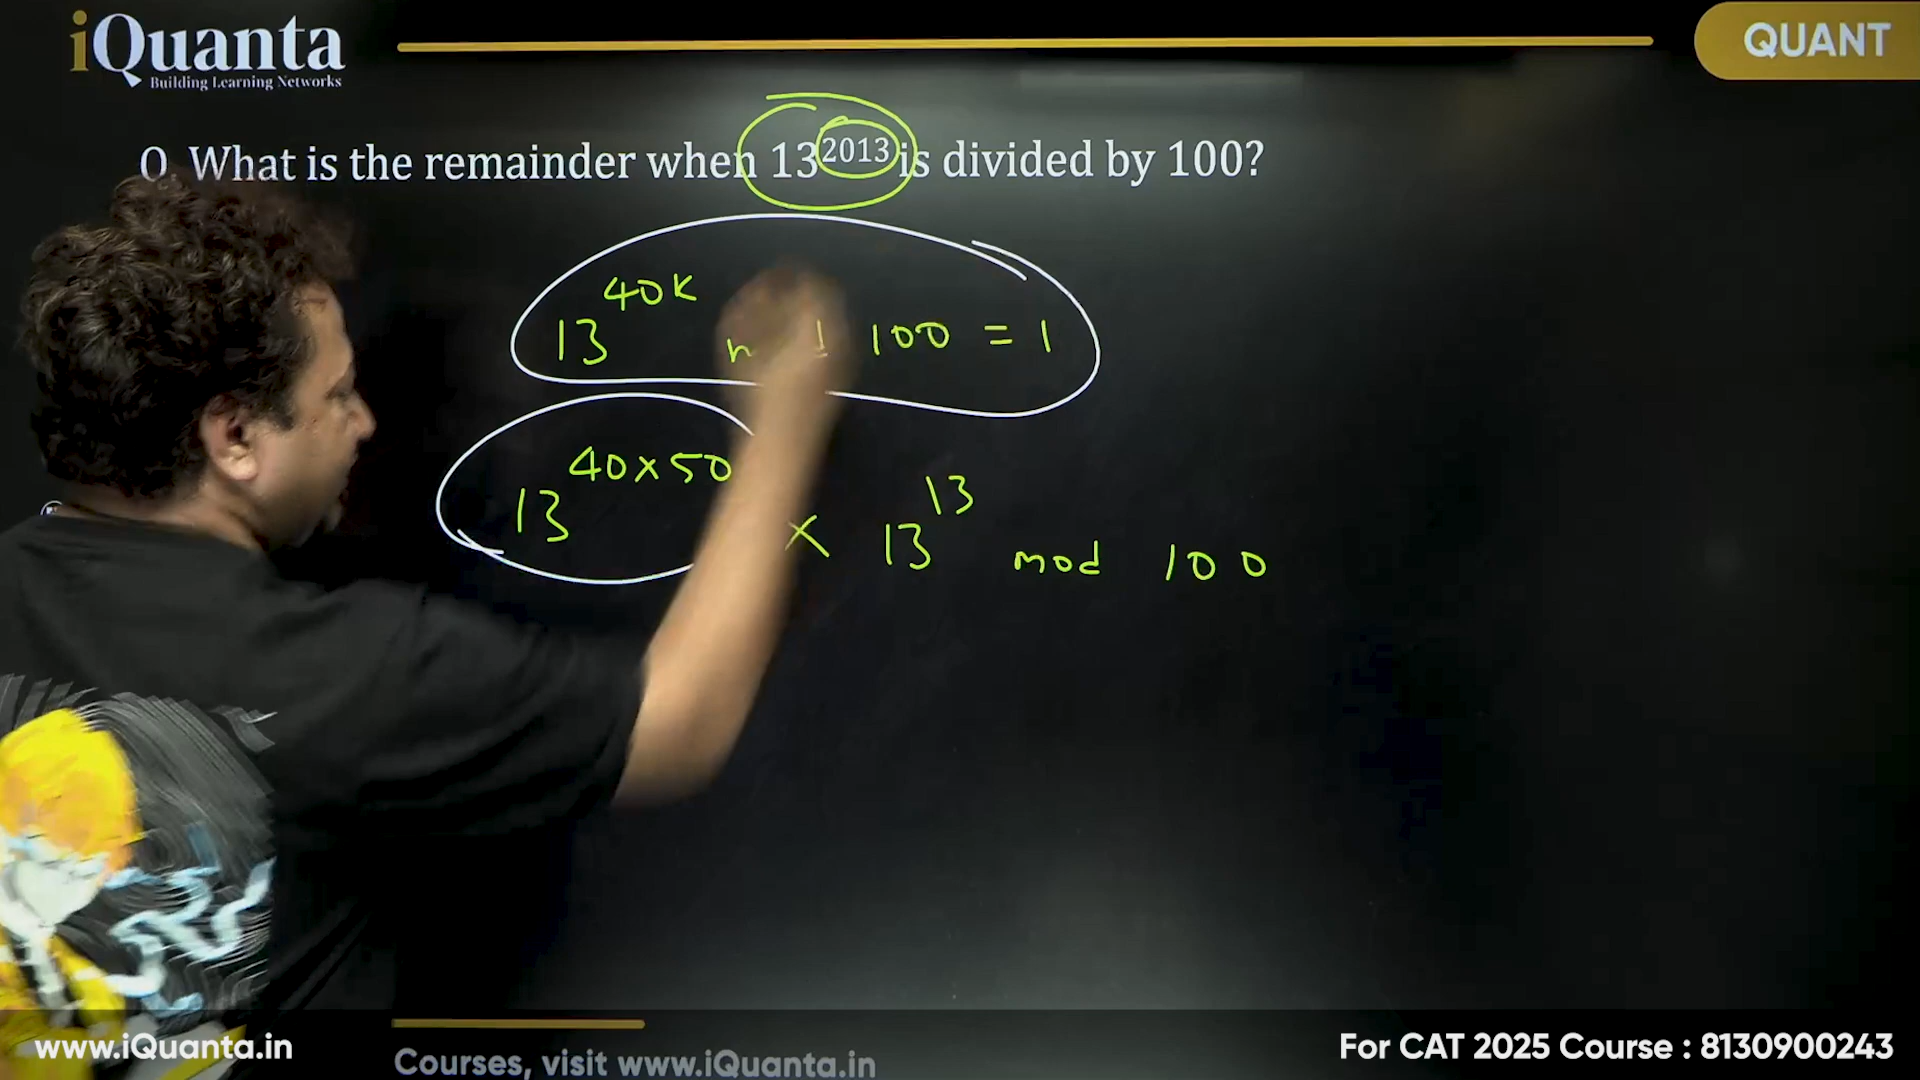 iQuanta
Building Learning Networks
QUANT
Q. What is the remainder when 13^2013 is divided by 100?
13^40K 100 = 1
13^40×50 × 13^13 mod 100
www.iQuanta.in
Courses, visit www.iQuanta.in
For CAT 2025 Course : 8130900243